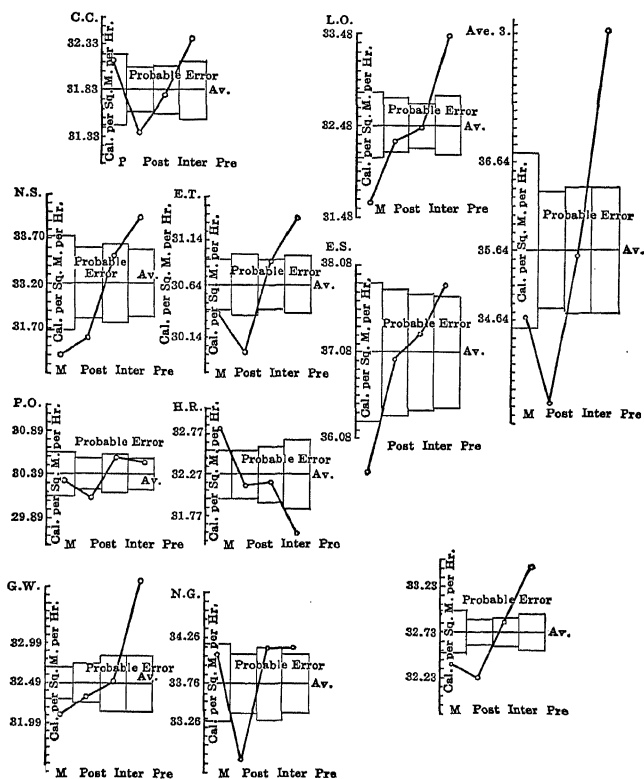 C.C.
32.33
31.83
31.33
Cal. per Sq. M. per Hr.
Probable Error
Av.
P Post Inter Pre
L.O.
33.48
32.48
31.48
Cal. per Sq. M. per Hr.
Probable Error
Av.
M Post Inter Pre
Ave. 3.
36.64
35.64
34.64
Cal. per Sq. M. per Hr.
Probable Error
Av.
M Post Inter Pre
N.S.
33.70
33.20
31.70
Cal. per Sq. M. per Hr.
Probable
Error
Av.
M Post Inter Pre
E.T.
31.14
30.64
30.14
Cal. per Sq. M. per Hr.
Probable Error
Av.
M Post Inter Pre
E.S.
38.08
37.08
36.08
Cal. per Sq. M. per Hr.
Probable Error
Av.
Post Inter Pre
P.O.
30.89
30.39
29.89
Cal. per Sq. M. per Hr.
Probable Error
Av.
M Post Inter Pre
H.R.
32.77
32.27
31.77
Cal. per Sq. M. per Hr.
Probable Error
Av.
M Post Inter Pre
G.W.
32.99
32.49
31.99
Cal. per Sq. M. per Hr.
Probable Error
Av.
M Post Inter Pre
N.G.
34.26
33.76
33.26
Cal. per Sq. M. per Hr.
Probable Error
Av.
M Post Inter Pre
33.23
32.73
32.23
Cal. per Sq. M. per Hr.
Probable Error
Av.
M Post Inter Pre